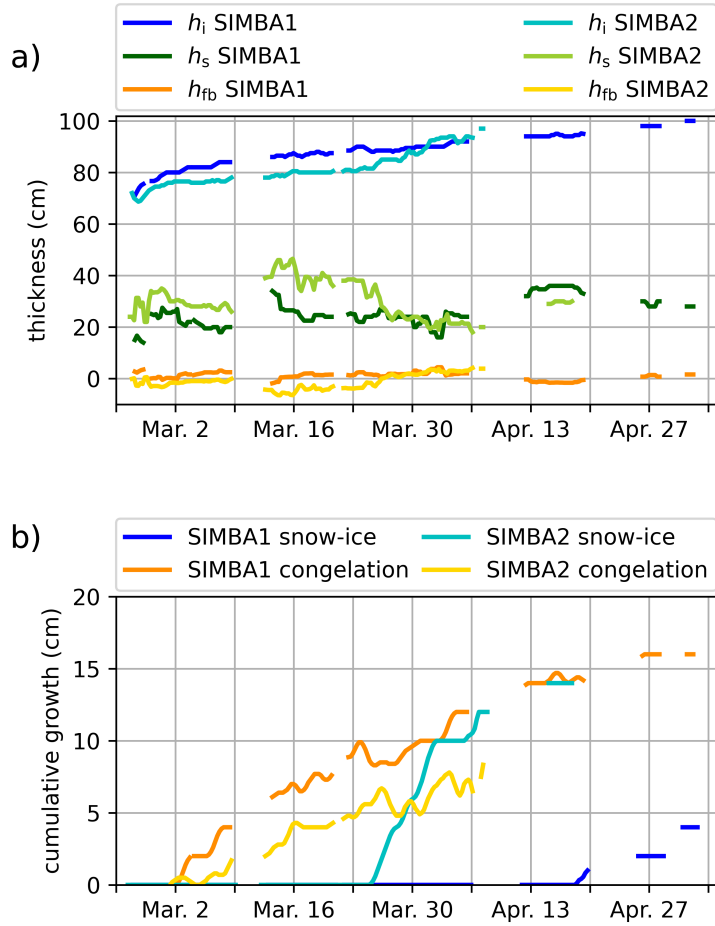 a)
h_i SIMBA1 h_i SIMBA2
h_s SIMBA1 h_s SIMBA2
h_fb SIMBA1 h_fb SIMBA2
thickness (cm)
100
80
60
40
20
0
Mar. 2 Mar. 16 Mar. 30 Apr. 13 Apr. 27
b)
SIMBA1 snow-ice SIMBA2 snow-ice
SIMBA1 congelation SIMBA2 congelation
cumulative growth (cm)
20
15
10
5
0
Mar. 2 Mar. 16 Mar. 30 Apr. 13 Apr. 27